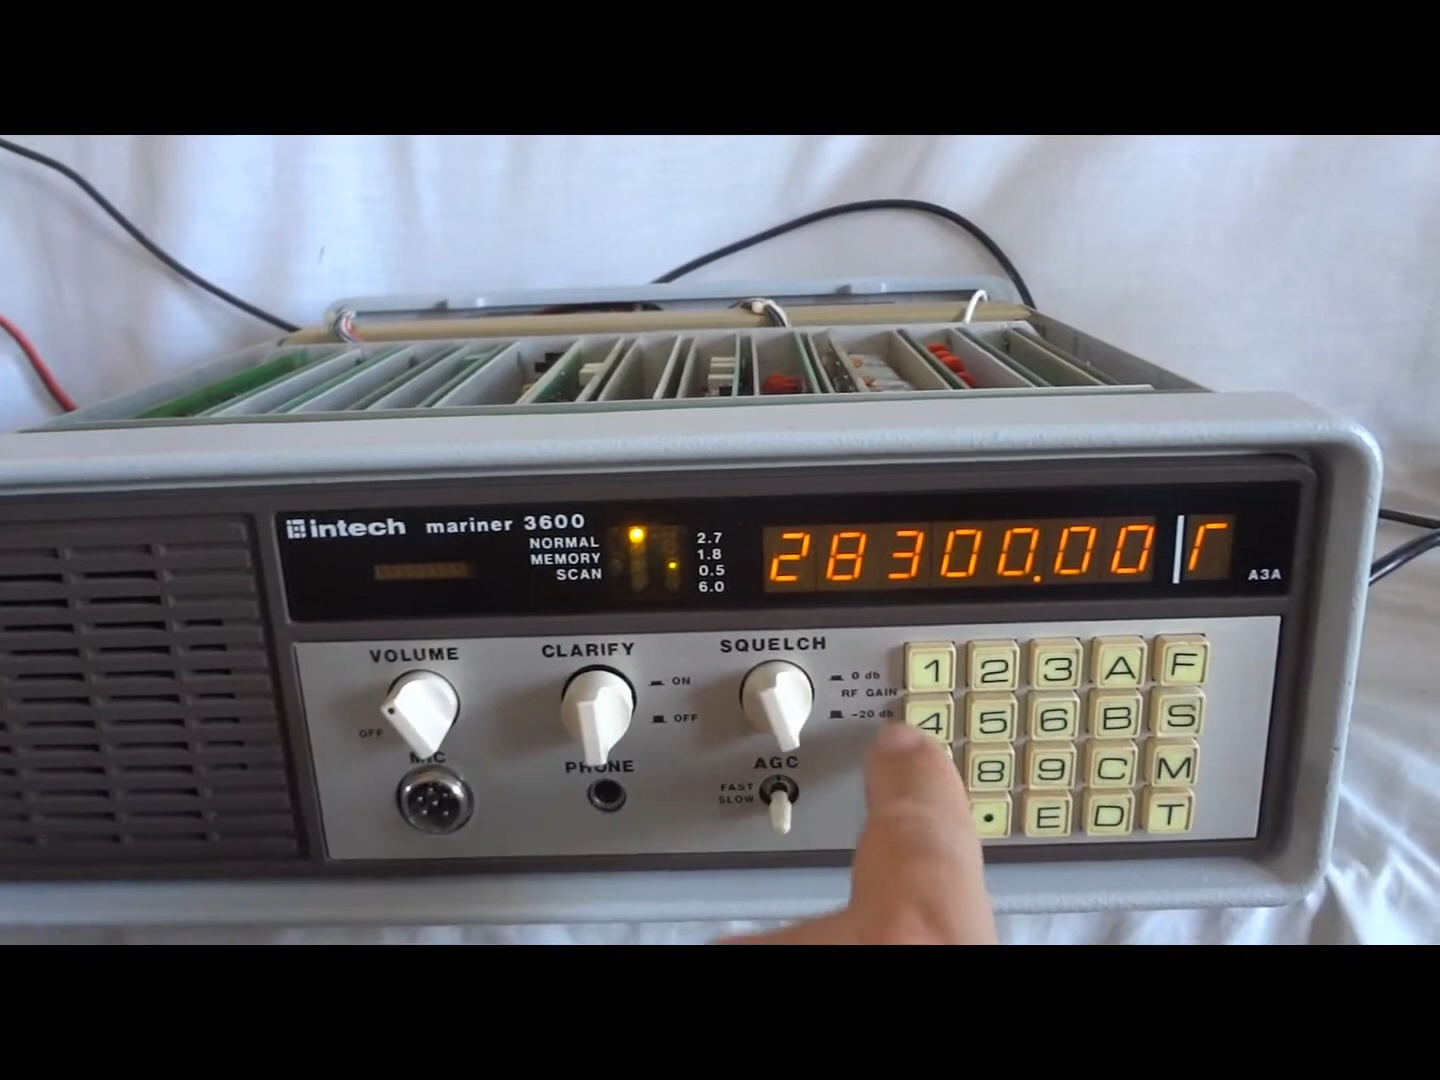 intech mariner 3600
NORMAL
MEMORY
SCAN
2.7
1.8
0.5
6.0
28300.00
A3A
VOLUME
OFF
MIC
CLARIFY
ON
OFF
PHONE
SQUELCH
0 db
RF GAIN
-20 db
AGC
FAST
SLOW
1 2 3 A F
4 5 6 B S
8 9 C M
. E D T